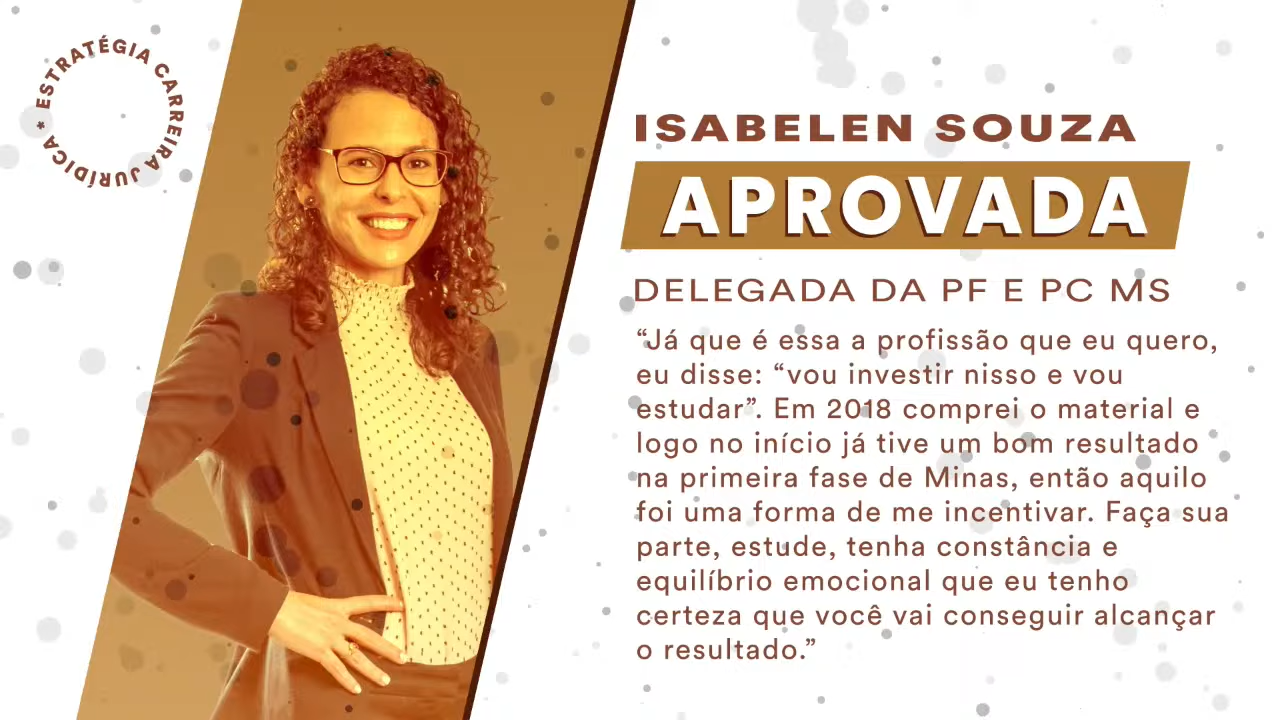 ESTRATÉGIA CARREIRA JURÍDICA *
ISABELEN SOUZA
APROVADA
DELEGADA DA PF E PC MS
“Já que é essa a profissão que eu quero,
eu disse: “vou investir nisso e vou
estudar”. Em 2018 comprei o material e
logo no início já tive um bom resultado
na primeira fase de Minas, então aquilo
foi uma forma de me incentivar. Faça sua
parte, estude, tenha constância e
equilíbrio emocional que eu tenho
certeza que você vai conseguir alcançar
o resultado.”